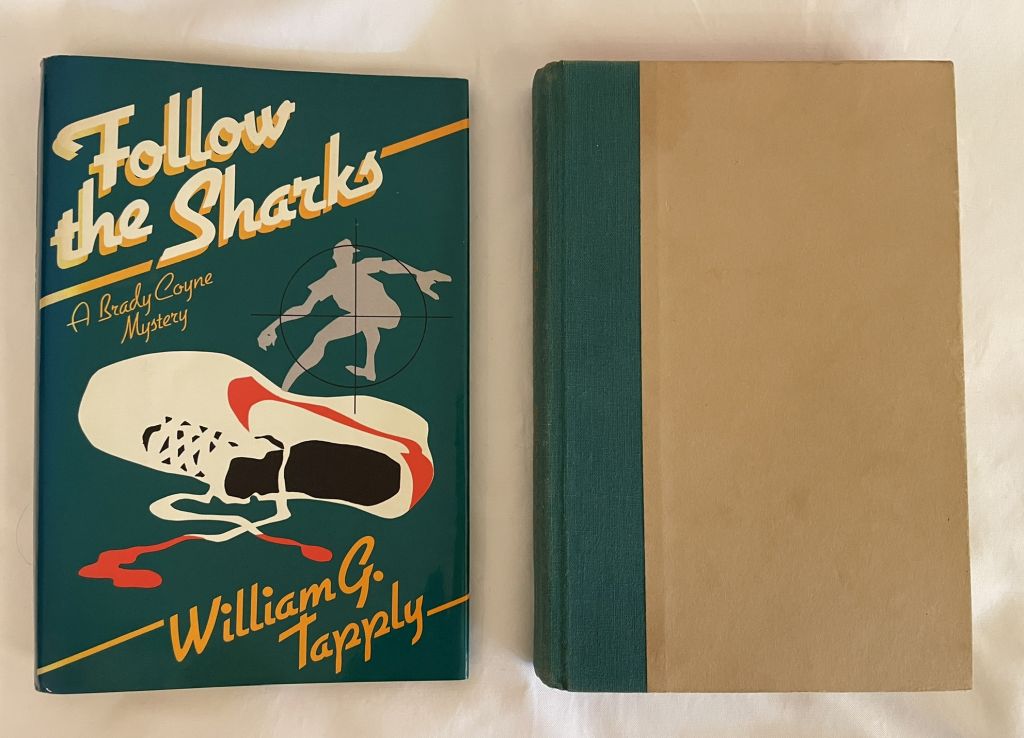 Follow
the Sharks
A Brady Coyne
Mystery
William G.
Tapply